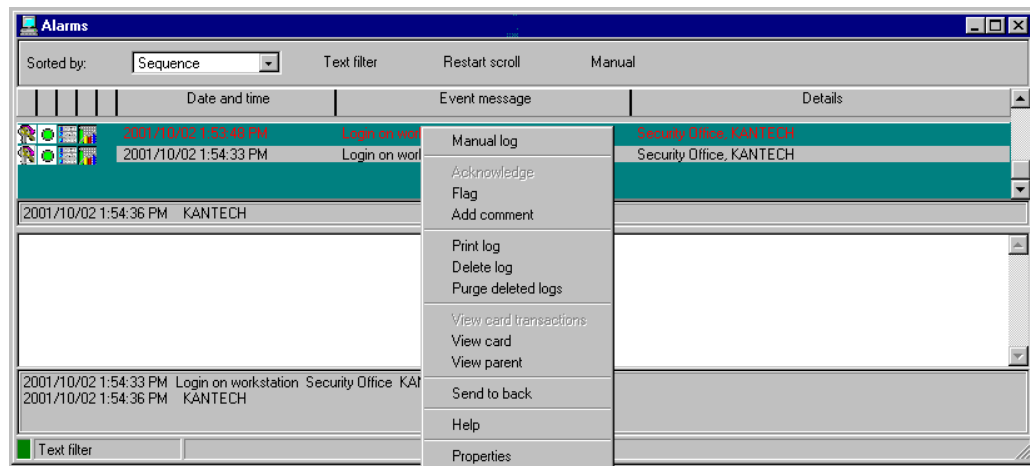 Alarms
Sorted by: Sequence Text filter Restart scroll Manual
Date and time Event message Details
2001/10/02 1:53:48 PM Login on wor Security Office, KANTECH
2001/10/02 1:54:33 PM Login on worl Security Office, KANTECH
2001/10/02 1:54:36 PM KANTECH
Manual log
Acknowledge
Flag
Add comment
Print log
Delete log
Purge deleted logs
View card transactions
View card
View parent
Send to back
Help
Properties
2001/10/02 1:54:33 PM Login on workstation Security Office KAN
2001/10/02 1:54:36 PM KANTECH
Text filter